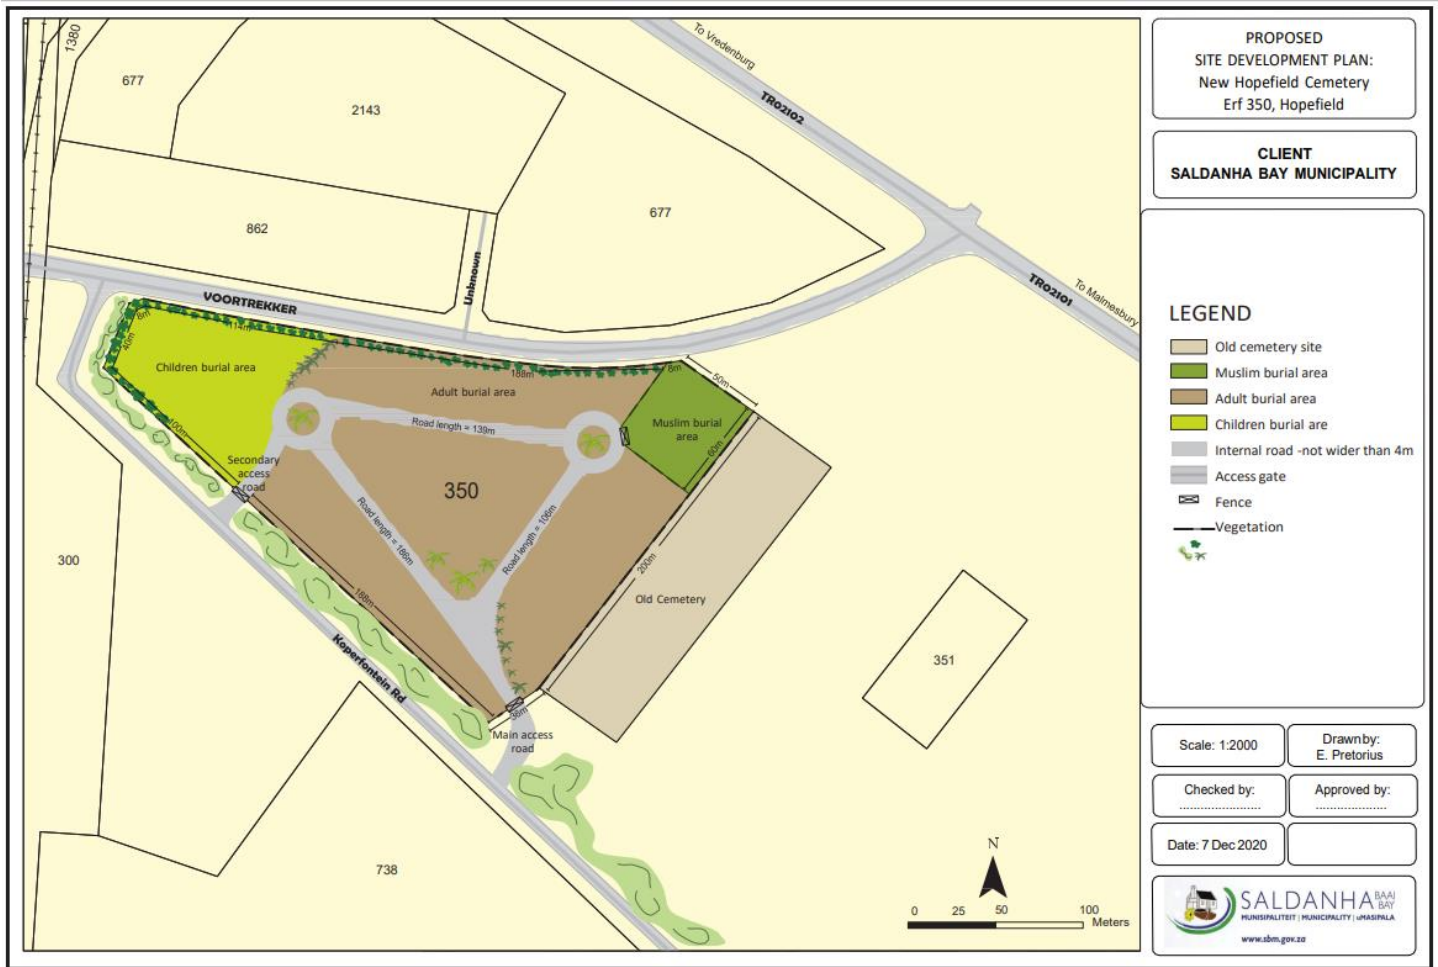 1380
677
2143
862
677
To Vredenburg
TR02102
TR02101
To Malmesbury
Unknown
VOORTREKKER
8m
114m
40m
Children burial area
100m
188m
8m
50m
Adult burial area
Road length = 139m
Muslim burial
area
60m
Secondary
access
road
350
Road length = 186m
Road length = 106m
200m
188m
Old Cemetery
300
Koperfontein Rd
36m
Main access
road
351
738
N
0 25 50 100
Meters
PROPOSED
SITE DEVELOPMENT PLAN:
New Hopefield Cemetery
Erf 350, Hopefield
CLIENT
SALDANHA BAY MUNICIPALITY
LEGEND
Old cemetery site
Muslim burial area
Adult burial area
Children burial are
Internal road -not wider than 4m
Access gate
Fence
Vegetation
Scale: 1:2000
Drawnby:
E. Pretorius
Checked by:
.......................
Approved by:
....................
Date: 7 Dec 2020
SALDANHA BAAI
BAY
MUNISIPALITEIT | MUNICIPALITY | uMASIPALA
www.sbm.gov.za